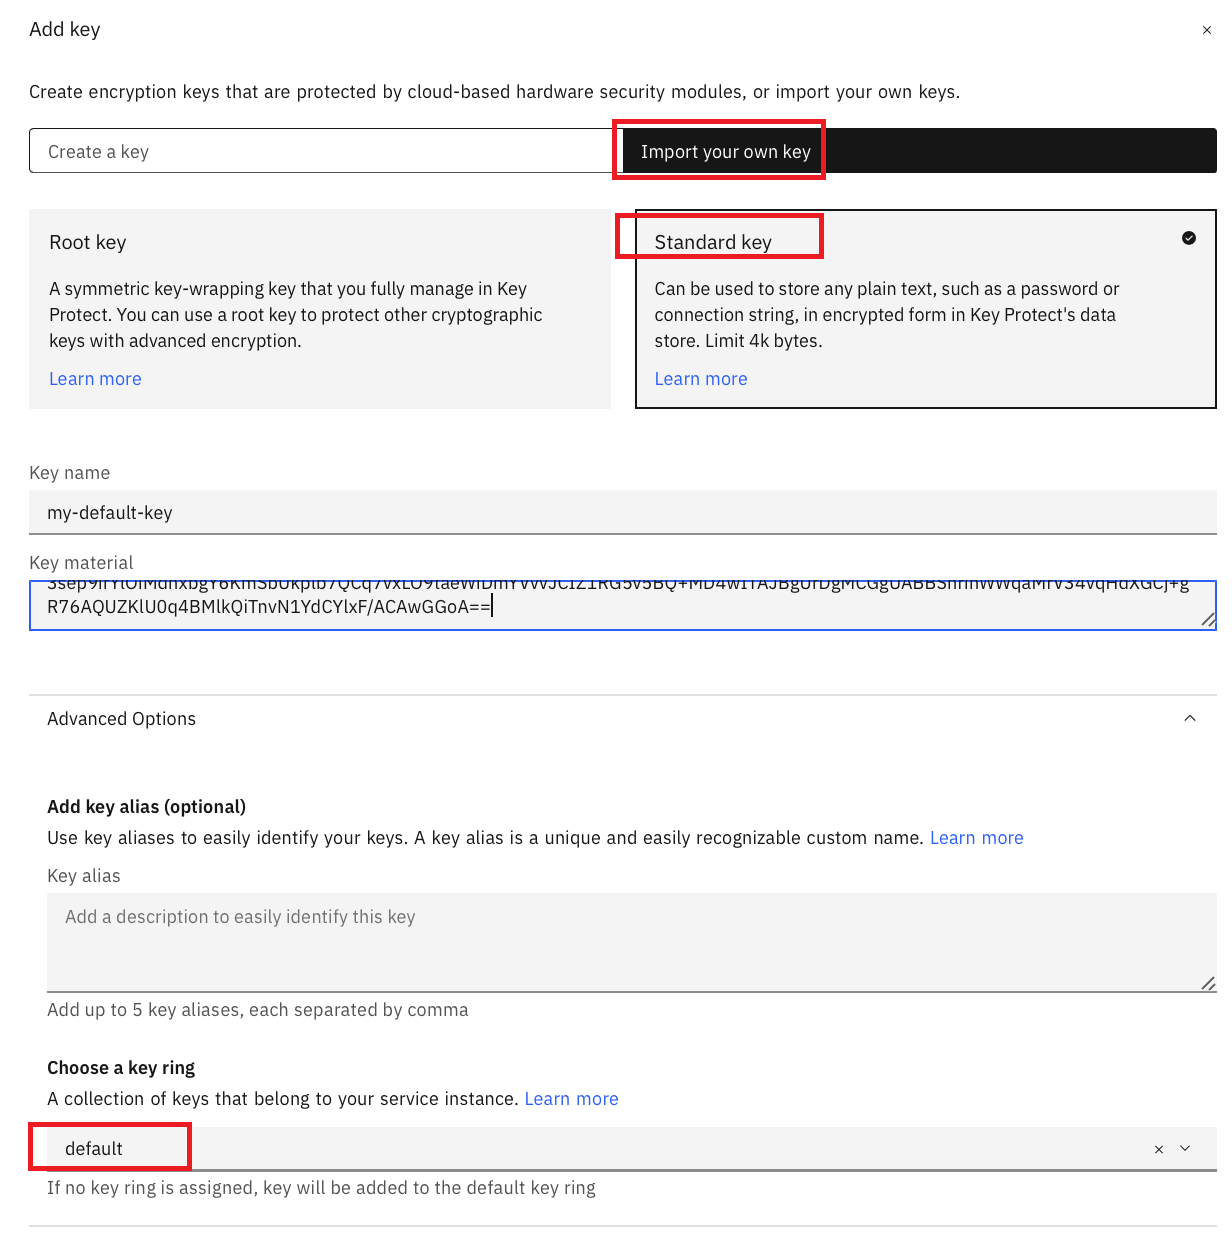 Add key
Create encryption keys that are protected by cloud-based hardware security modules, or import your own keys.
Create a key
Import your own key
Root key
A symmetric key-wrapping key that you fully manage in Key
Protect. You can use a root key to protect other cryptographic
keys with advanced encryption.
Learn more
Standard key
Can be used to store any plain text, such as a password or
connection string, in encrypted form in Key Protect's data
store. Limit 4k bytes.
Learn more
Key name
my-default-key
Key material
Advanced Options
Add key alias (optional)
Use key aliases to easily identify your keys. A key alias is a unique and easily recognizable custom name. Learn more
Key alias
Add a description to easily identify this key
Add up to 5 key aliases, each separated by comma
Choose a key ring
A collection of keys that belong to your service instance. Learn more
default
If no key ring is assigned, key will be added to the default key ring